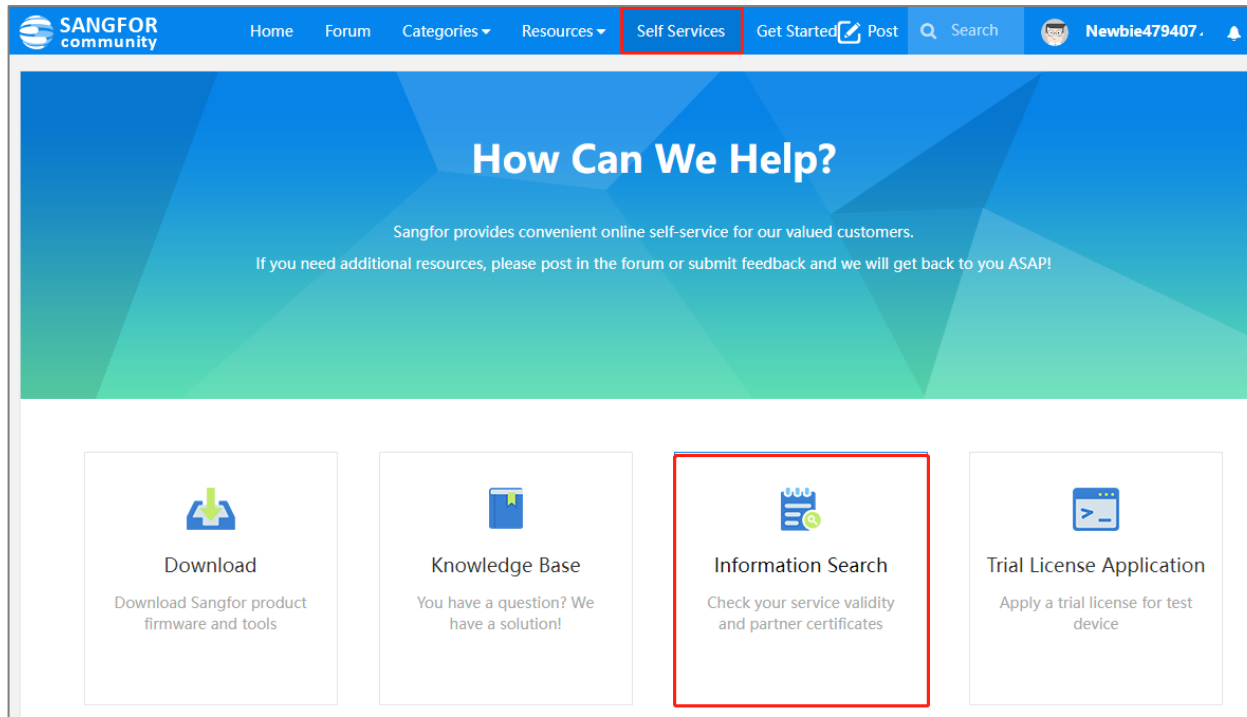 SANGFOR
community
Home Forum Categories Resources Self Services Get Started Post Search Newbie479407
How Can We Help?
Sangfor provides convenient online self-service for our valued customers.
If you need additional resources, please post in the forum or submit feedback and we will get back to you ASAP!
Download
Download Sangfor product
firmware and tools
Knowledge Base
You have a question? We
have a solution!
Information Search
Check your service validity
and partner certificates
Trial License Application
Apply a trial license for test
device